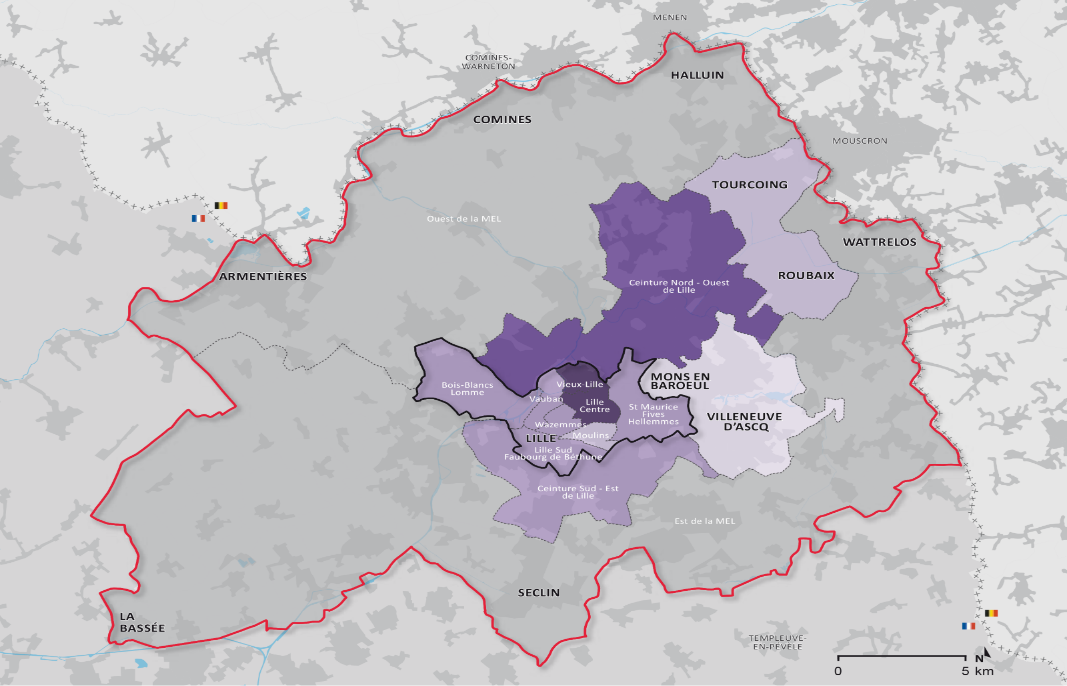 MENEN
COMINES-
WARNETON
HALLUIN
COMINES
MOUSCRON
TOURCOING
Ouest de la MEL
WATTRELOS
ARMENTIÈRES
ROUBAIX
Ceinture Nord - Ouest
de Lille
MONS EN
BAROEUL
Bois-Blancs
Lomme
Vieux-Lille
Vauban
Lille
Centre
St Maurice
Fives
Hellemmes
VILLENEUVE
D'ASCQ
Wazemmes
LILLE
Moulins
Lille Sud
Faubourg de Béthune
Ceinture Sud - Est
de Lille
Est de la MEL
SECLIN
LA
BASSÉE
TEMPLEUVE-
EN-PEVÈLE
N
0
5 km